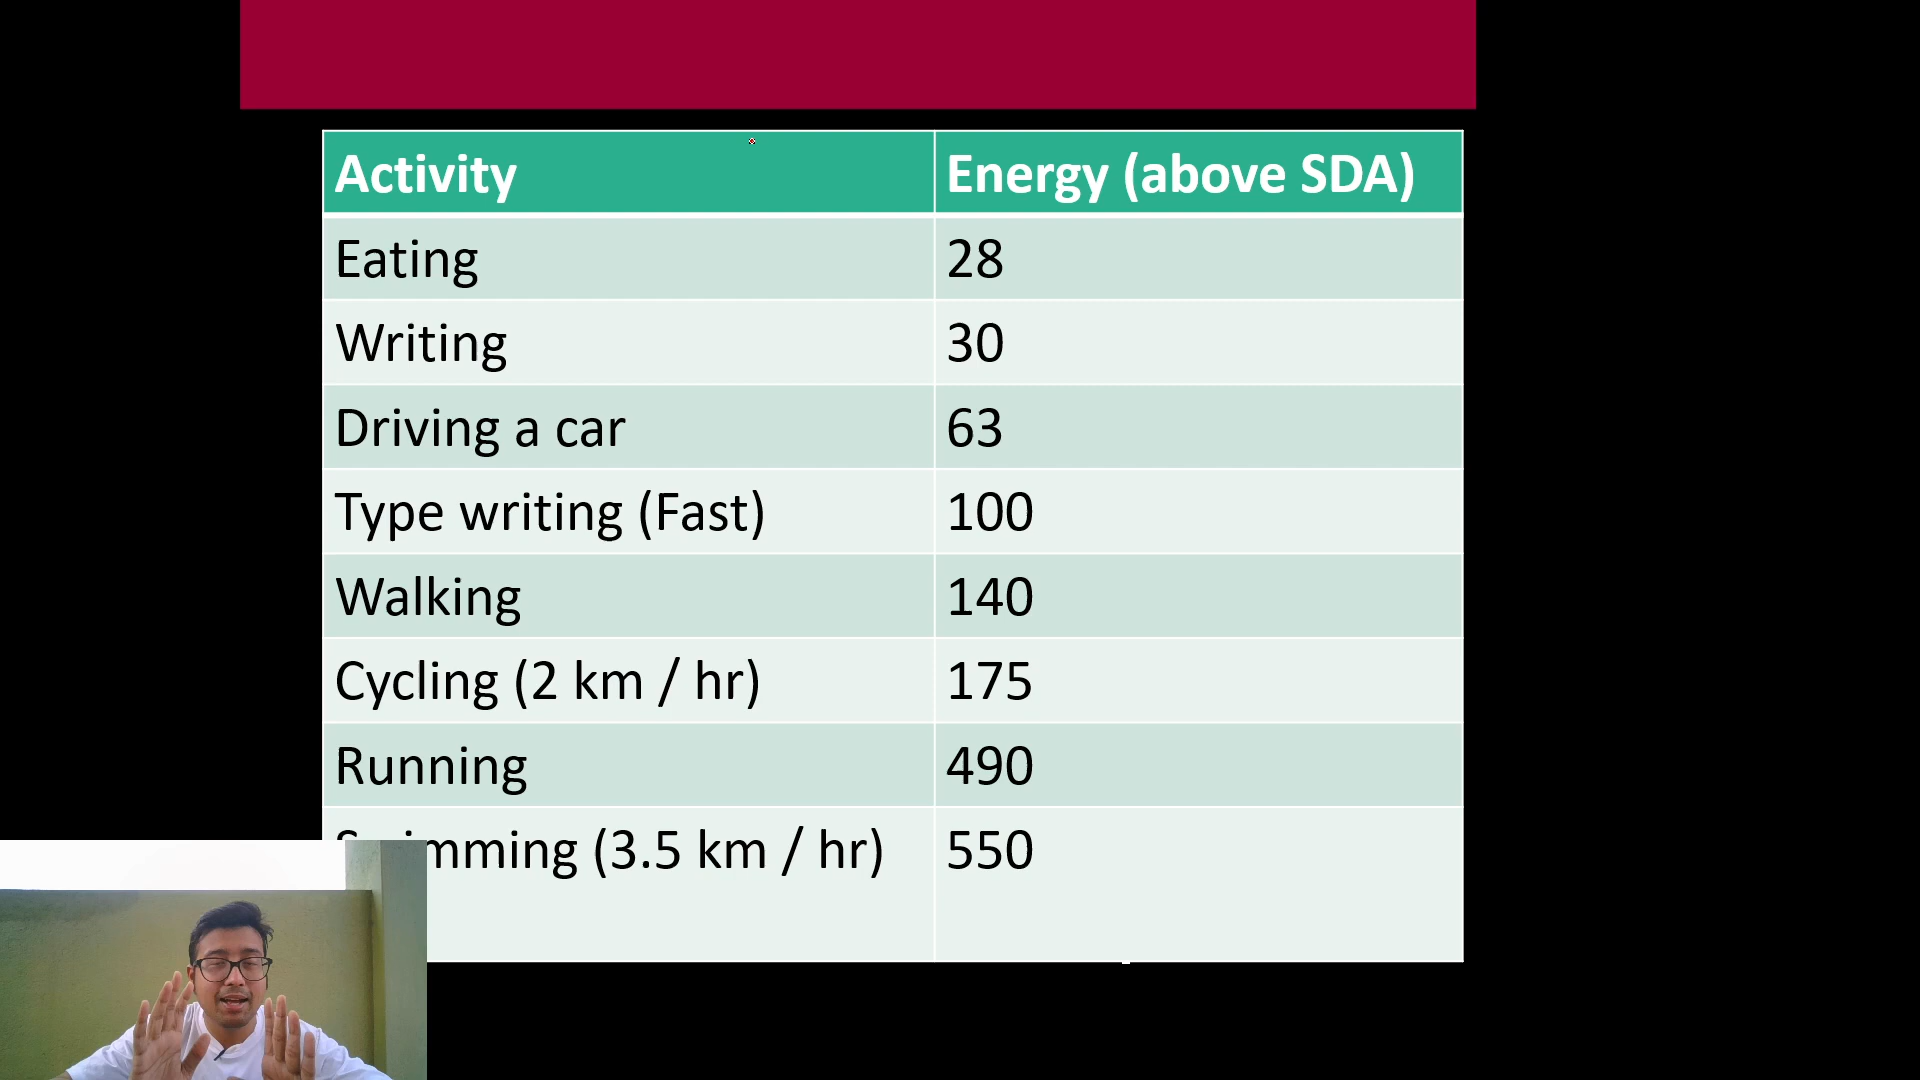 Activity Energy (above SDA)
Eating 28
Writing 30
Driving a car 63
Type writing (Fast) 100
Walking 140
Cycling (2 km / hr) 175
Running 490
Swimming (3.5 km / hr) 550